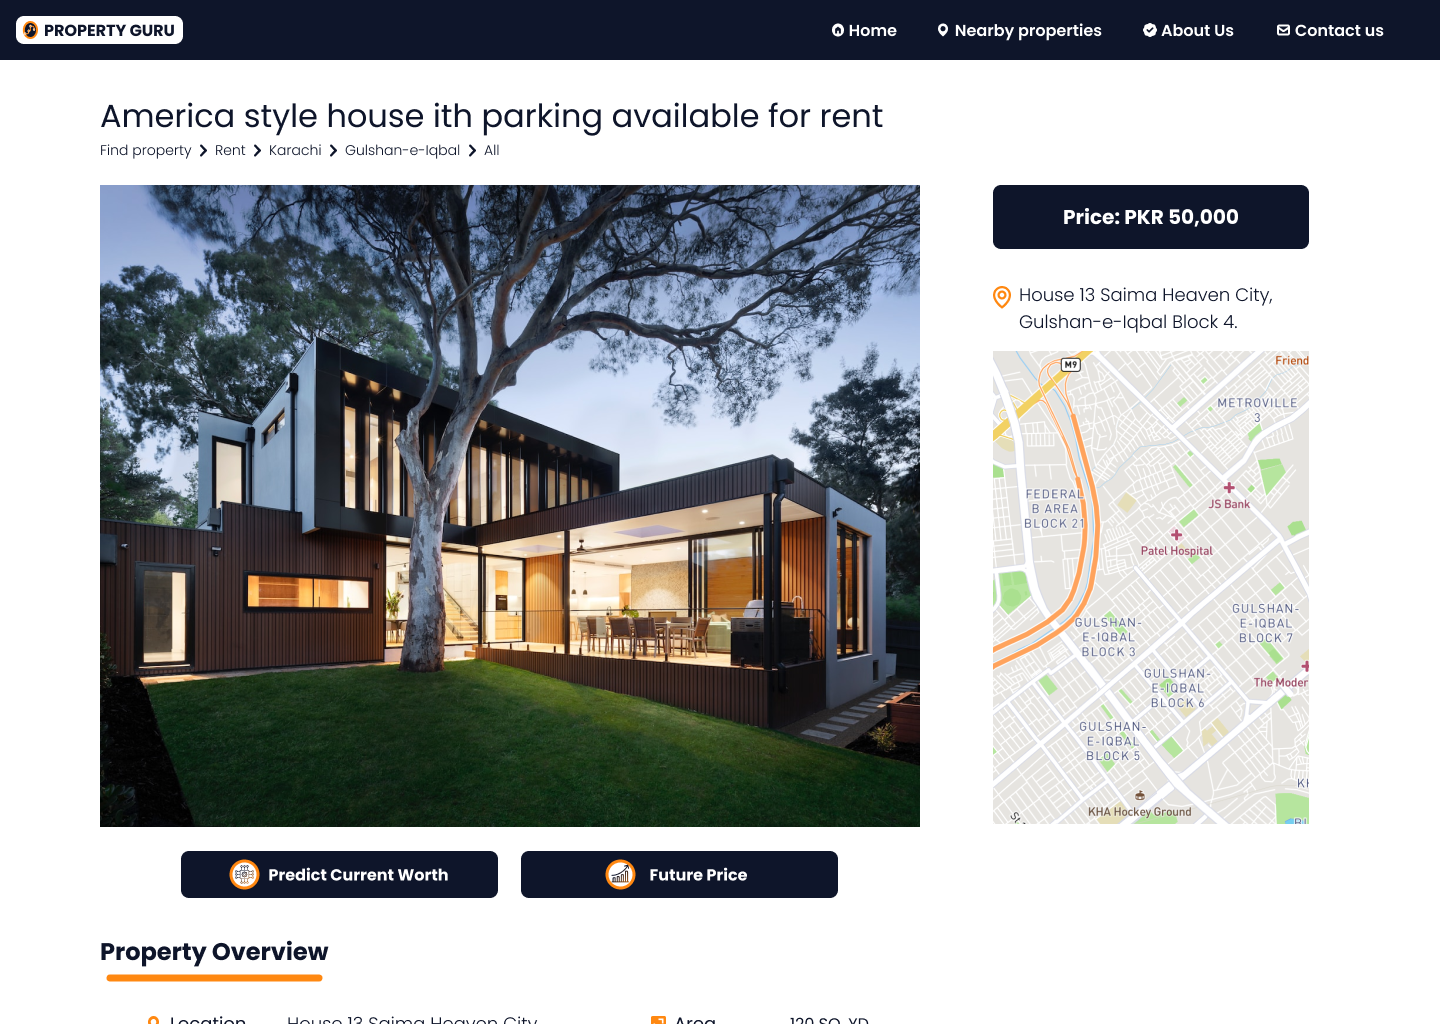 PROPERTY GURU
Home
Nearby properties
About Us
Contact us
America style house ith parking available for rent
Find property
Rent
Karachi
Gulshan-e-Iqbal
All
Price: PKR 50,000
House 13 Saima Heaven City,
Gulshan-e-Iqbal Block 4.
M9
Friend
METROVILLE
3
JS Bank
FEDERAL
B AREA
BLOCK 21
Patel Hospital
GULSHAN-
E-IQBAL
BLOCK 7
GULSHAN-
E-IQBAL
BLOCK 3
The Moder
GULSHAN-
E-IQBAL
BLOCK 6
GULSHAN-
E-IQBAL
BLOCK 5
KHA Hockey Ground
Predict Current Worth
Future Price
Property Overview
Location
House 13 Saima Heaven City
Area
120 SQ. YD